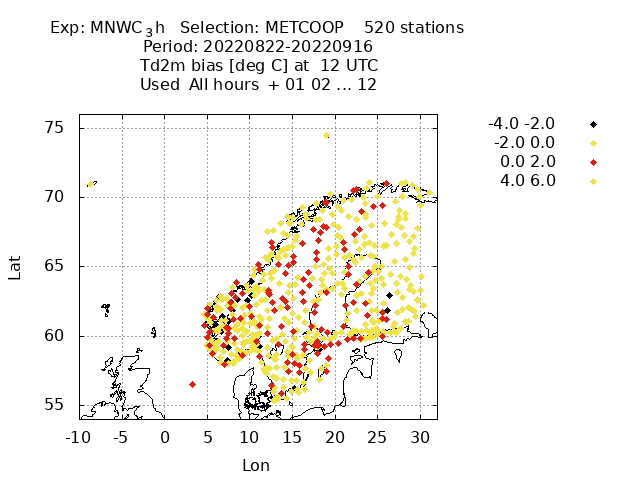 Exp: MNWC_3h Selection: METCOOP 520 stations
Period: 20220822-20220916
Td2m bias [deg C] at 12 UTC
Used All hours + 01 02 ... 12
-4.0 -2.0
-2.0 0.0
0.0 2.0
4.0 6.0
75
70
65
60
55
Lat
-10 -5 0 5 10 15 20 25 30
Lon